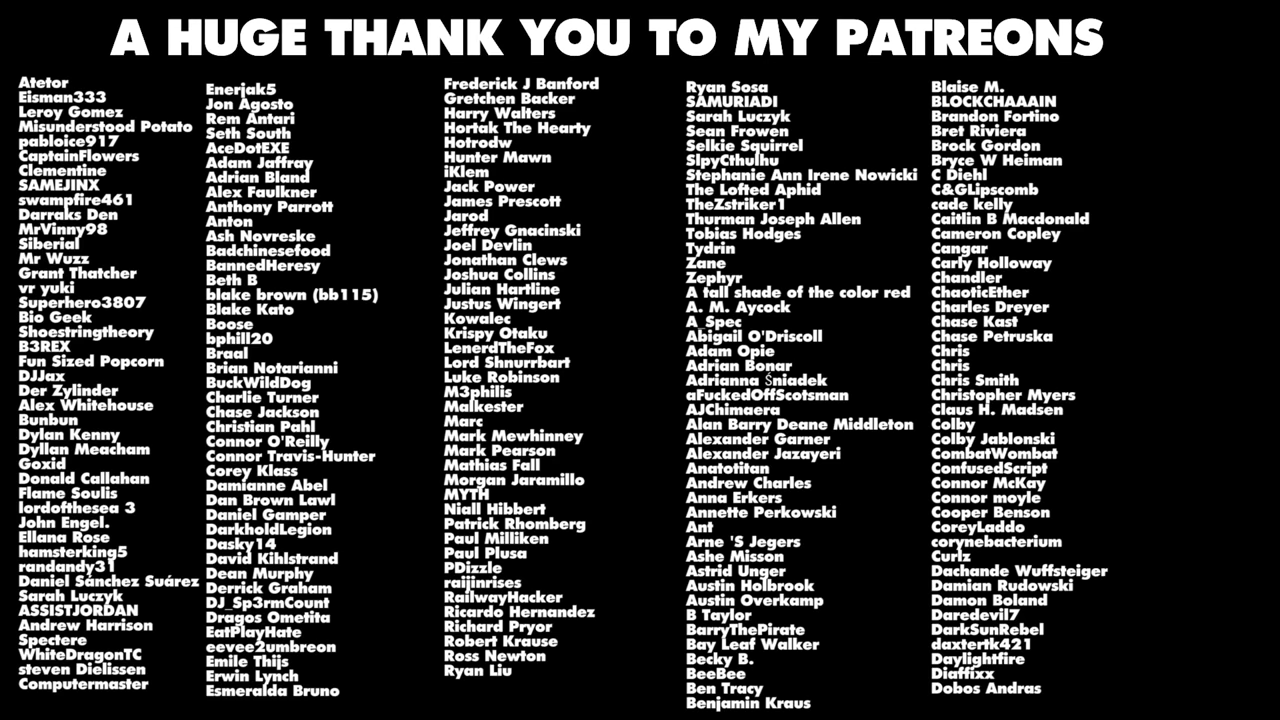 A HUGE THANK YOU TO MY PATREONS
Atetor
Eisman333
Leroy Gomez
Misunderstood Potato
pabloice917
CaptainFlowers
Clementine
SAMEJINX
swampfire461
Darraks Den
MrVinny98
Siberial
Mr Wuzz
Grant Thatcher
vr yuki
Superhero3807
Bio Geek
Shoestringtheory
B3REX
Fun Sized Popcorn
DJJax
Der Zylinder
Alex Whitehouse
Bunbun
Dylan Kenny
Dyllan Meacham
Goxid
Donald Callahan
Flame Soulis
lordofthesea 3
John Engel.
Ellana Rose
hamsterking5
randandy31
Daniel Sánchez Suárez
Sarah Luczyk
ASSISTJORDAN
Andrew Harrison
Spectere
WhiteDragonTC
steven Dielissen
Computermaster
Enerjak5
Jon Agosto
Rem Antari
Seth South
AceDotEXE
Adam Jaffray
Adrian Bland
Alex Faulkner
Anthony Parrott
Anton
Ash Novreske
Badchinesefood
BannedHeresy
Beth B
blake brown (bb115)
Blake Kato
Boose
bphill20
Braal
Brian Notarianni
BuckWildDog
Charlie Turner
Chase Jackson
Christian Pahl
Connor O'Reilly
Connor Travis-Hunter
Corey Klass
Damianne Abel
Dan Brown Lawl
Daniel Gamper
DarkholdLegion
Dasky14
David Kihlstrand
Dean Murphy
Derrick Graham
DJ_Sp3rmCount
Dragos Ometita
EatPlayHate
eevee2umbreon
Emile Thijs
Erwin Lynch
Esmeralda Bruno
Frederick J Banford
Gretchen Backer
Harry Walters
Hortak The Hearty
Hotrodw
Hunter Mawn
iKlem
Jack Power
James Prescott
Jarod
Jeffrey Gnacinski
Joel Devlin
Jonathan Clews
Joshua Collins
Julian Hartline
Justus Wingert
Kowalec
Krispy Otaku
LenerdTheFox
Lord Shnurrbart
Luke Robinson
M3philis
Malkester
Marc
Mark Mewhinney
Mark Pearson
Mathias Fall
Morgan Jaramillo
MYTH
Niall Hibbert
Patrick Rhomberg
Paul Milliken
Paul Plusa
PDizzle
raijinrises
RailwayHacker
Ricardo Hernandez
Richard Pryor
Robert Krause
Ross Newton
Ryan Liu
Ryan Sosa
SAMURIADI
Sarah Luczyk
Sean Frowen
Selkie Squirrel
SlpyCthulhu
Stephanie Ann Irene Nowicki
The Lofted Aphid
TheZstriker1
Thurman Joseph Allen
Tobias Hodges
Tydrin
Zane
Zephyr
A tall shade of the color red
A. M. Aycock
A_Spec
Abigail O'Driscoll
Adam Opie
Adrian Bonar
Adrianna Śniadek
aFuckedOffScotsman
AJChimaera
Alan Barry Deane Middleton
Alexander Garner
Alexander Jazayeri
Anatotitan
Andrew Charles
Anna Erkers
Annette Perkowski
Ant
Arne 'S Jegers
Ashe Misson
Astrid Unger
Austin Holbrook
Austin Overkamp
B Taylor
BarryThePirate
Bay Leaf Walker
Becky B.
BeeBee
Ben Tracy
Benjamin Kraus
Blaise M.
BLOCKCHAAAIN
Brandon Fortino
Bret Riviera
Brock Gordon
Bryce W Heiman
C Diehl
C&GLipscomb
cade kelly
Caitlin B Macdonald
Cameron Copley
Cangar
Carly Holloway
Chandler
ChaoticEther
Charles Dreyer
Chase Kast
Chase Petruska
Chris
Chris
Chris Smith
Christopher Myers
Claus H. Madsen
Colby
Colby Jablonski
CombatWombat
ConfusedScript
Connor McKay
Connor moyle
Cooper Benson
CoreyLaddo
corynebacterium
Curlz
Dachande Wuffsteiger
Damian Rudowski
Damon Boland
Daredevil7
DarkSunRebel
daxtertk421
Daylightfire
Diaffixx
Dobos Andras